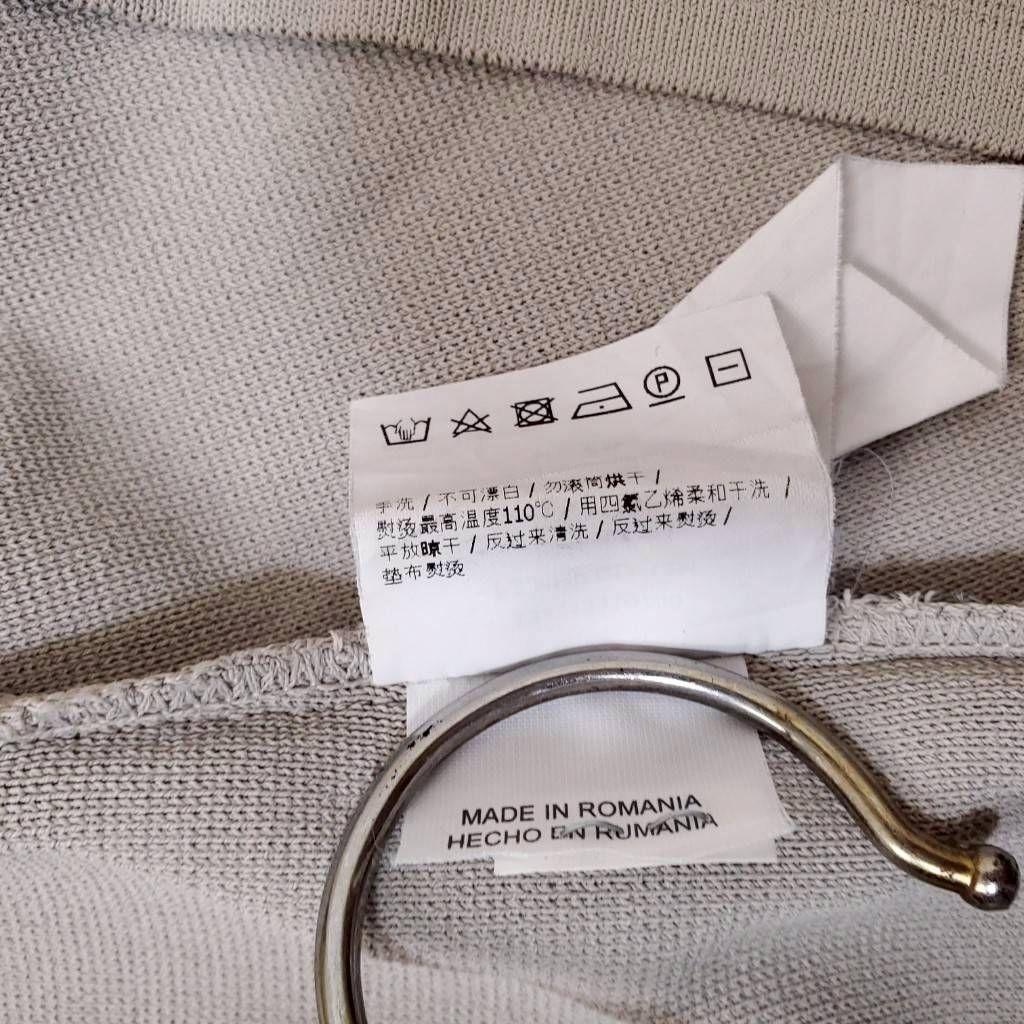 P
手洗 / 不可漂白 / 勿滚筒烘干 /
熨烫最高温度110℃ / 用四氯乙烯柔和干洗 /
平放晾干 / 反过来清洗 / 反过来熨烫 /
垫布熨烫
MADE IN ROMANIA
HECHO EN RUMANIA